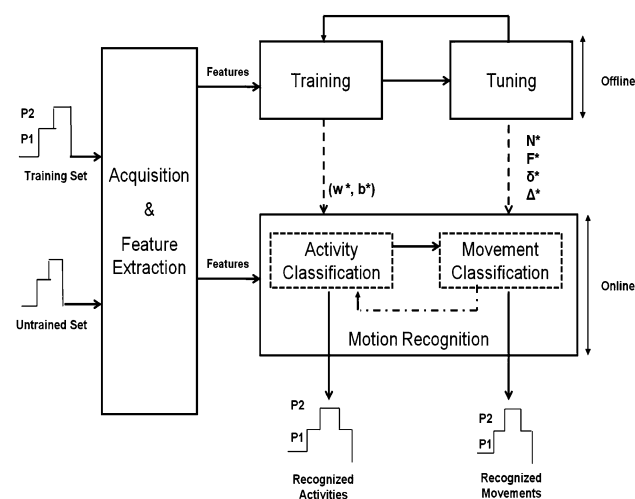 Features
Training
Tuning
Offline
P2
P1
Training Set
Acquisition
&
Feature
Extraction
N*
F*
δ*
Δ*
(w*, b*)
Features
Activity
Classification
Movement
Classification
Online
Untrained Set
Motion Recognition
P2
P1
Recognized
Activities
P2
P1
Recognized
Movements